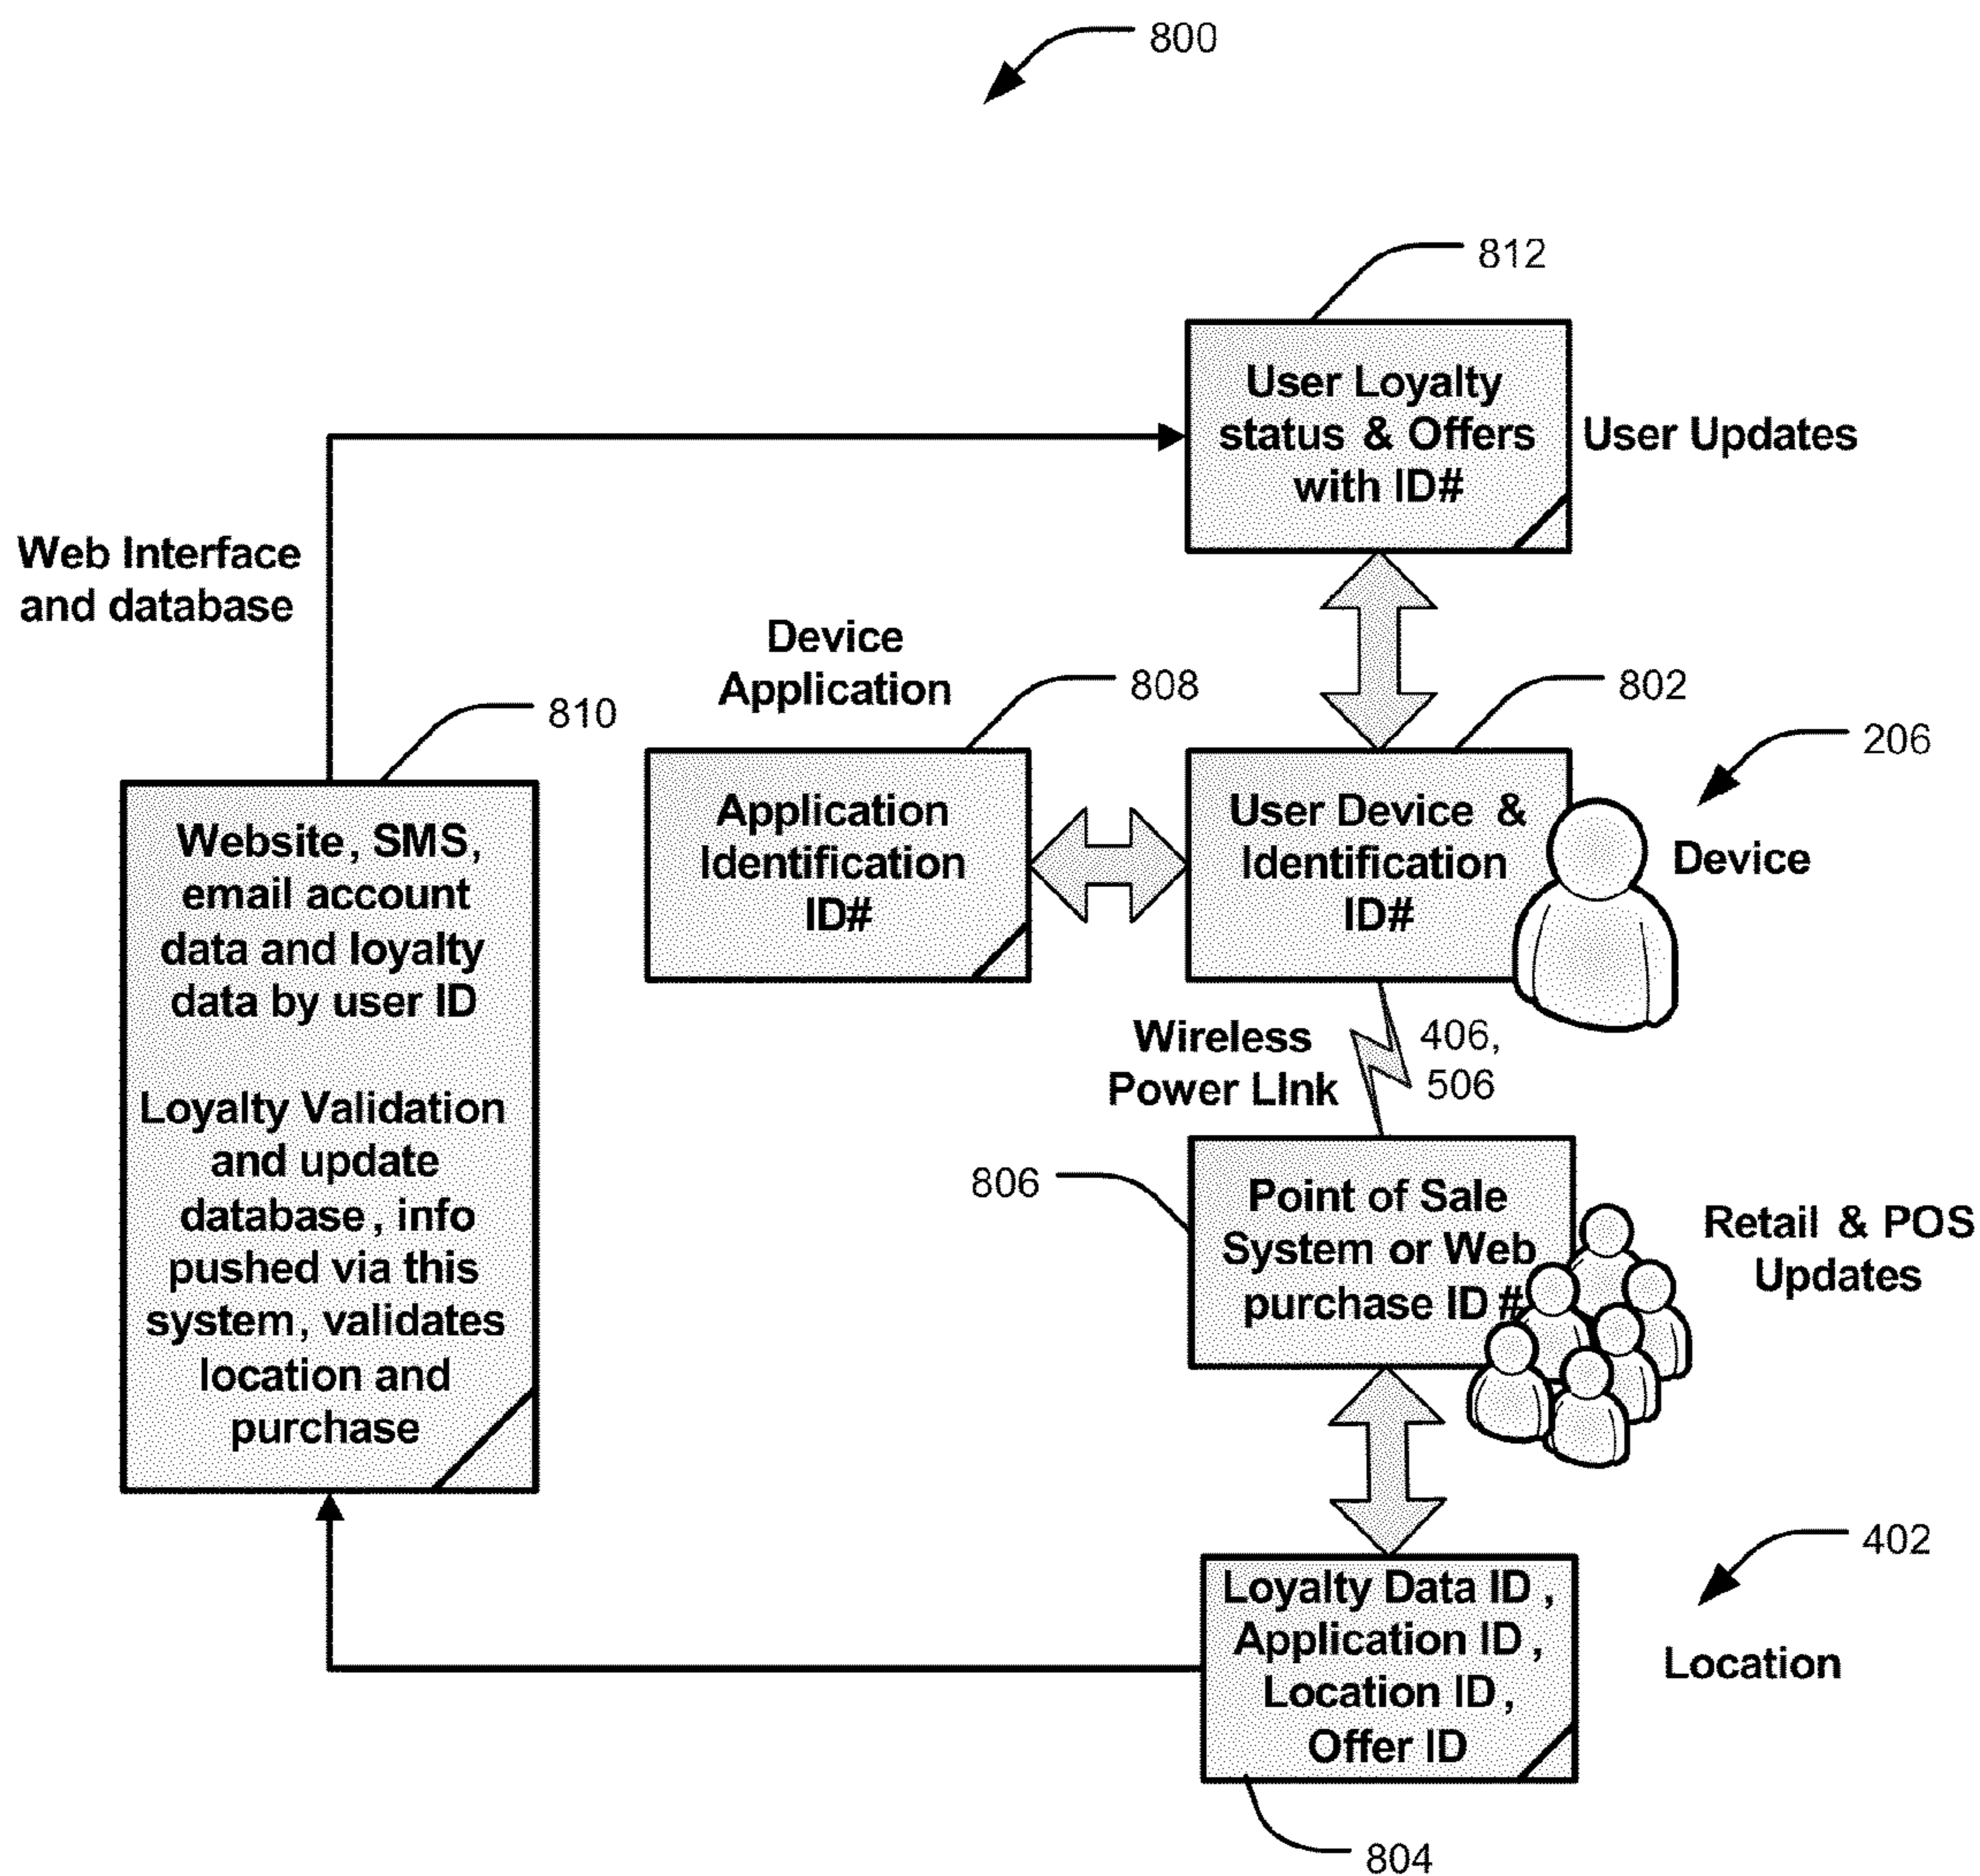 800
812
User Loyalty
status & Offers
with ID#
User Updates
Web Interface
and database
Device
Application
808
802
206
810
Application
Identification
ID#
User Device &
Identification
ID#
Device
Website, SMS,
email account
data and loyalty
data by user ID
Loyalty Validation
and update
database, info
pushed via this
system, validates
location and
purchase
Wireless
Power LInk
406,
506
806
Point of Sale
System or Web
purchase ID #
Retail & POS
Updates
402
Loyalty Data ID,
Application ID,
Location ID,
Offer ID
Location
804